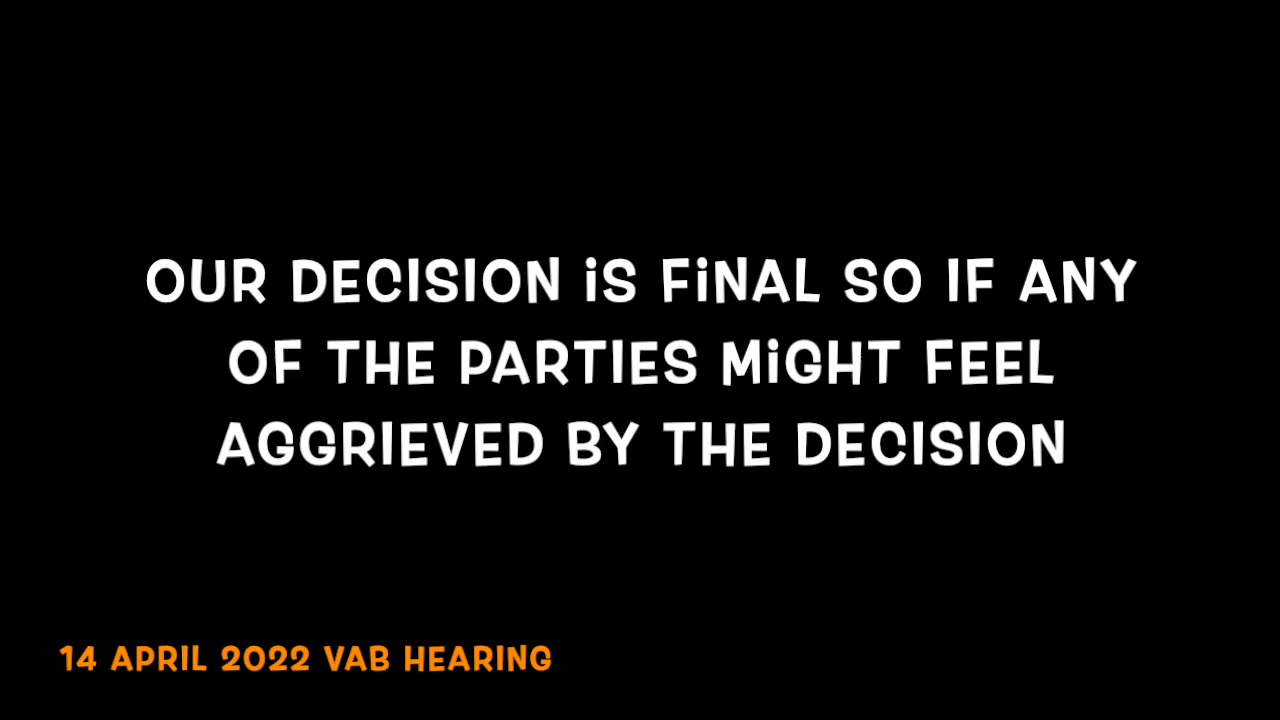 OUR DECISION iS FiNAL SO IF ANY
OF THE PARTIES MiGHT FEEL
AGGRIEVED BY THE DECISION
14 APRIL 2022 VAB HEARING